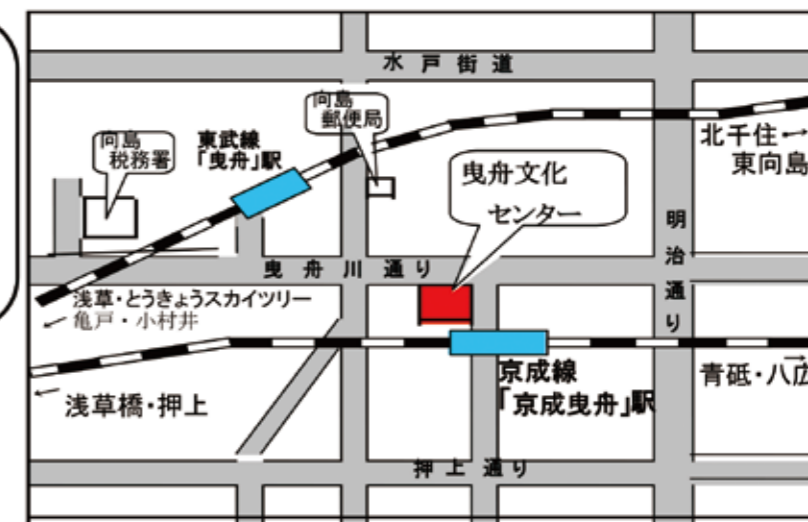 水戸街道
向島
郵便局
北千住→
東向島
向島
税務署
東武線
「曳舟」駅
曳舟文化
センター
明治通り
曳舟川通り
浅草・とうきょうスカイツリー
亀戸・小村井
京成線
「京成曳舟」駅
青砥・八広
浅草橋・押上
押上通り